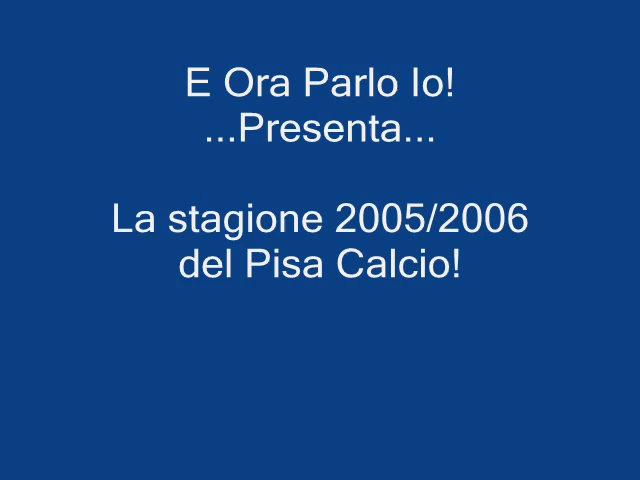 E Ora Parlo Io!
...Presenta...
La stagione 2005/2006
del Pisa Calcio!